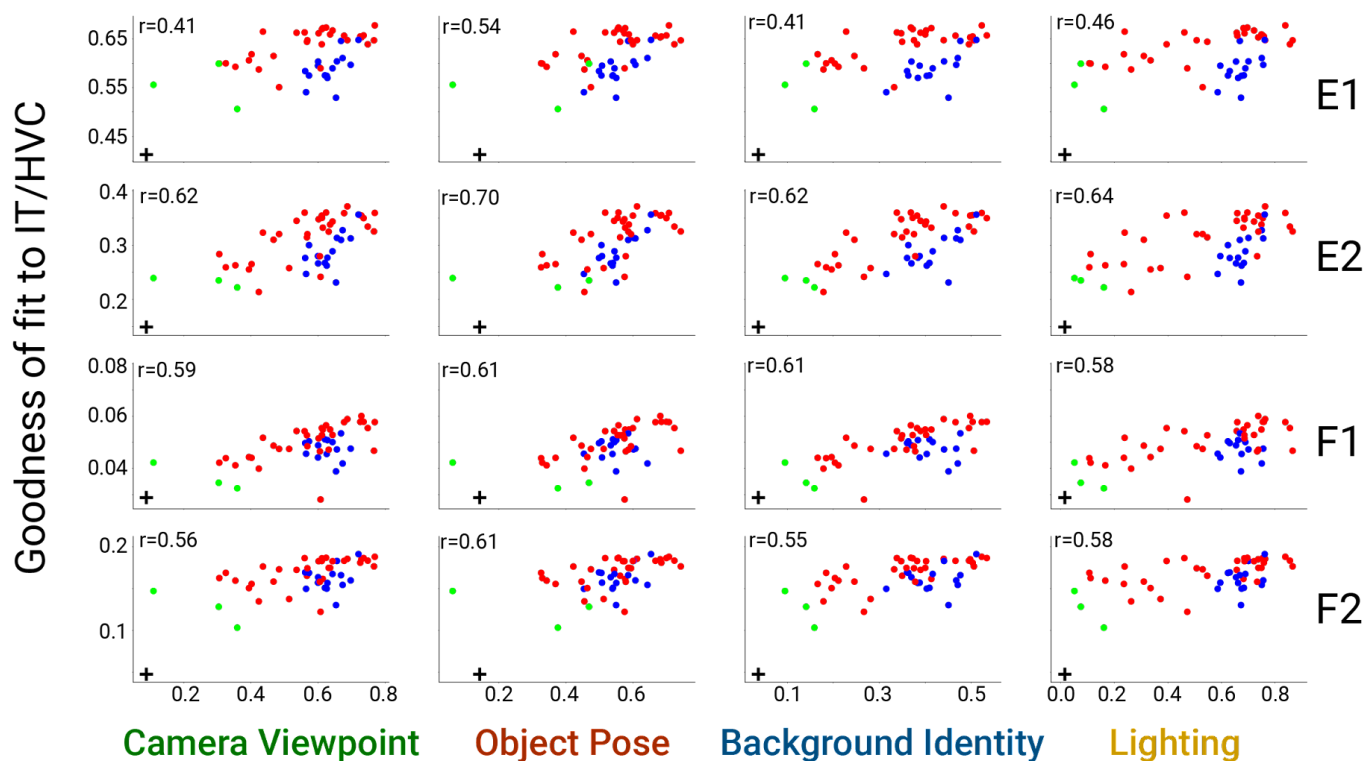 Goodness of fit to IT/HVC
r=0.41
r=0.54
r=0.41
r=0.46
0.65
0.55
0.45
E1
r=0.62
r=0.70
r=0.62
r=0.64
0.4
0.3
0.2
E2
r=0.59
r=0.61
r=0.61
r=0.58
0.08
0.06
0.04
F1
r=0.56
r=0.61
r=0.55
r=0.58
0.2
0.1
F2
0.2 0.4 0.6 0.8
0.2 0.4 0.6
0.1 0.3 0.5
0.0 0.2 0.4 0.6 0.8
Camera Viewpoint
Object Pose
Background Identity
Lighting